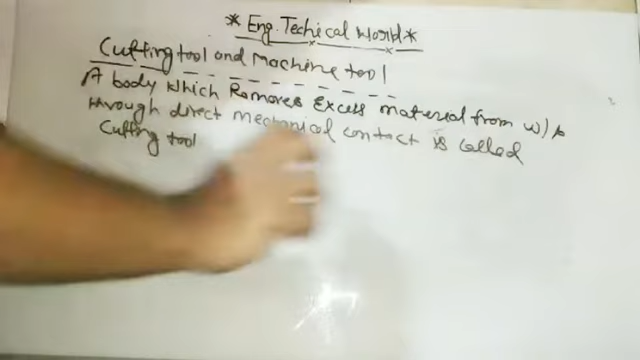 * Eng. Techical World *
Cutting tool and Machine tool
A body which Removes Excess material from w/p
through direct mechanical contact is called
Cutting tool